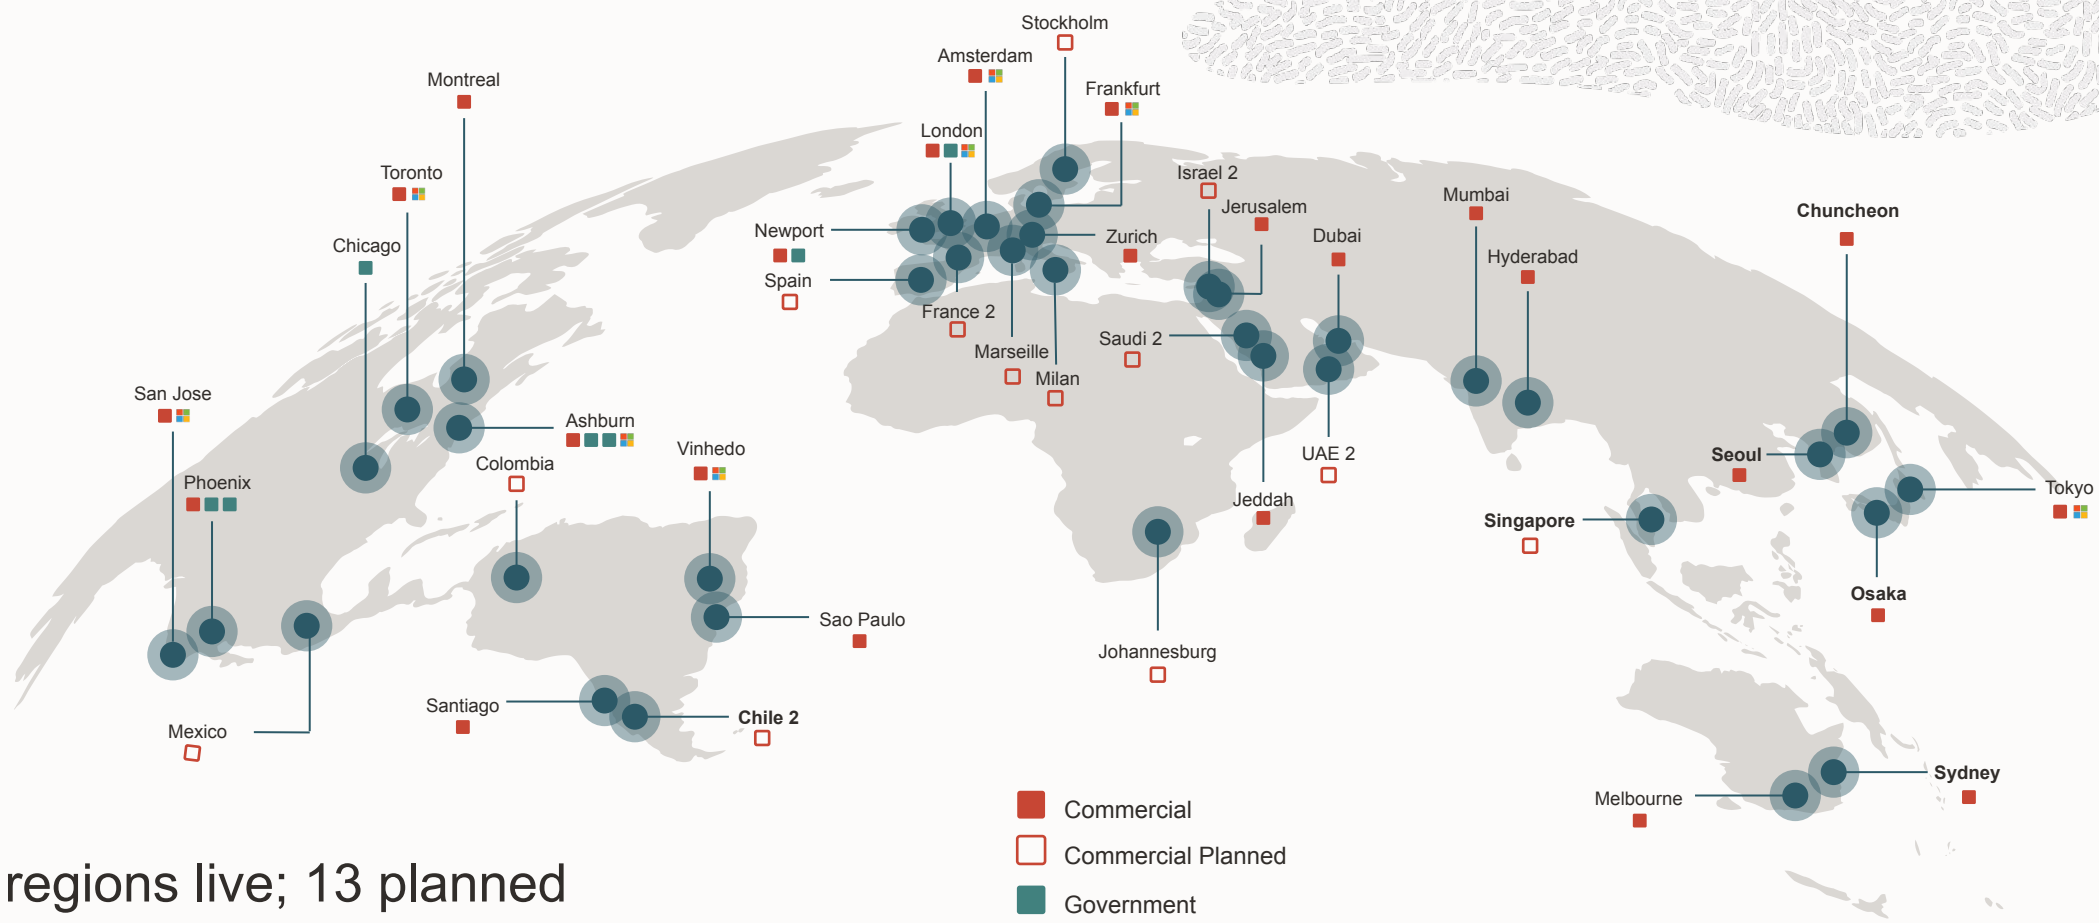 Stockholm
Amsterdam
Montreal
Frankfurt
London
Toronto
Israel 2
Mumbai
Jerusalem
Chuncheon
Newport
Zurich
Dubai
Chicago
Hyderabad
Spain
France 2
Saudi 2
Marseille
Milan
San Jose
Ashburn
Vinhedo
UAE 2
Seoul
Colombia
Phoenix
Tokyo
Jeddah
Singapore
Osaka
Sao Paulo
Johannesburg
Santiago
Chile 2
Mexico
Sydney
Melbourne
Commercial
Commercial Planned
regions live; 13 planned
Government